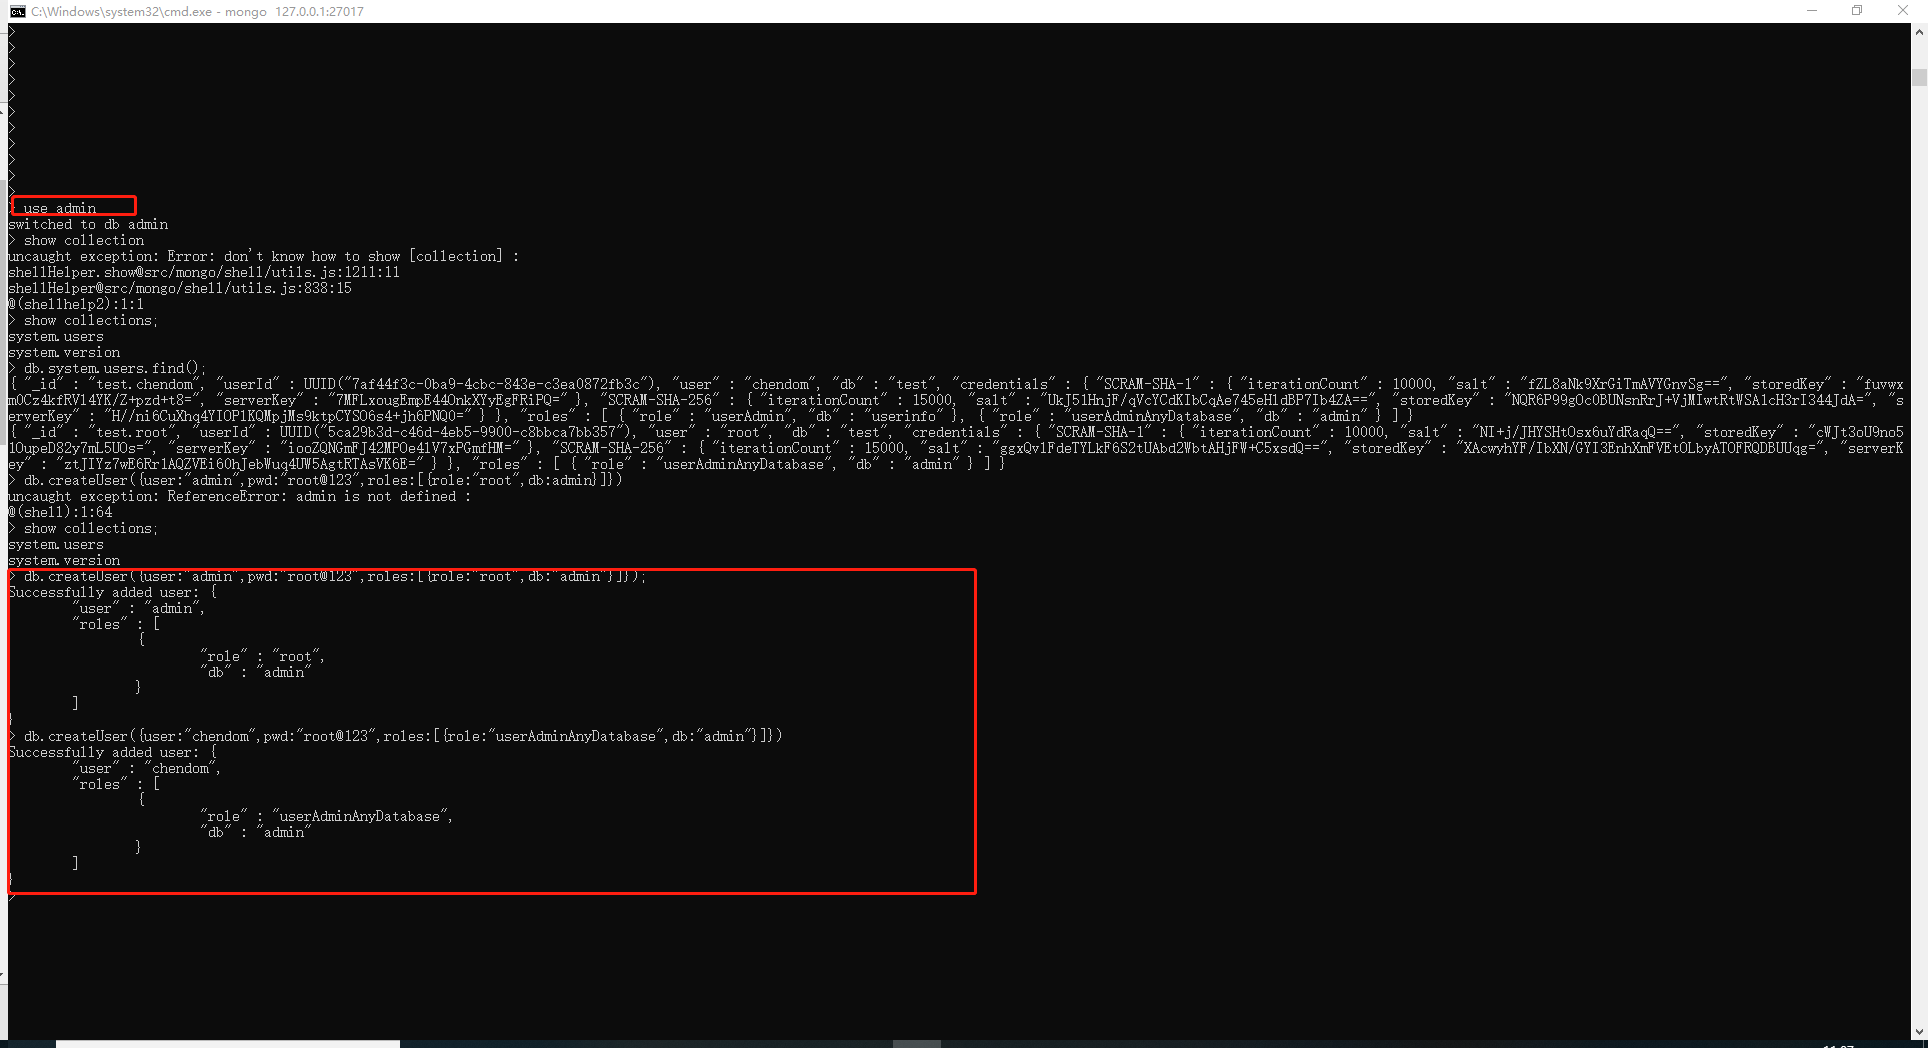 C:\Windows\system32\cmd.exe - mongo  127.0.0.1:27017
>
>
>
>
>
>
>
>
>
>
>
> use admin
switched to db admin
> show collection
uncaught exception: Error: don't know how to show [collection] :
shellHelper.show@src/mongo/shell/utils.js:1211:11
shellHelper@src/mongo/shell/utils.js:838:15
@(shellhelp2):1:1
> show collections;
system.users
system.version
> db.system.users.find();
{ "_id" : "test.chendom", "userId" : UUID("7af44f3c-0ba9-4cbc-843e-c3ea0872fb3c"), "user" : "chendom", "db" : "test", "credentials" : { "SCRAM-SHA-1" : { "iterationCount" : 10000, "salt" : "fZL8aNk9XrGiTmAVYGnvSg==", "storedKey" : "fuvwx
m0Cz4kfRV14YK/Z+pzd+t8=", "serverKey" : "7MFLxougEmpE44OnkXYyEgFRiPQ=" }, "SCRAM-SHA-256" : { "iterationCount" : 15000, "salt" : "UkJ51HnjF/qVcYCdKIbCqAe745eH1dBP7Ib4ZA==", "storedKey" : "NQR6P99gOc0BUNsnRrJ+VjMIwtRtWSA1cH3rI344JdA=", "s
erverKey" : "H//ni6CuXhq4YIOP1KQMpjMs9ktpCYSO6s4+jh6PNQ0=" } }, "roles" : [ { "role" : "userAdmin", "db" : "userinfo" }, { "role" : "userAdminAnyDatabase", "db" : "admin" } ] }
{ "_id" : "test.root", "userId" : UUID("5ca29b3d-c46d-4eb5-9900-c8bbca7bb357"), "user" : "root", "db" : "test", "credentials" : { "SCRAM-SHA-1" : { "iterationCount" : 10000, "salt" : "NI+j/JHYSHtOsx6uYdRaqQ==", "storedKey" : "cWJt3oU9no5
1OupeD82y7mL5UOs=", "serverKey" : "iooZQNGmFJ42MPOe41V7xPGmfHM=" }, "SCRAM-SHA-256" : { "iterationCount" : 15000, "salt" : "ggxQv1FdeTYLkF6S2tUAbd2WbtAHjFW+C5xsdQ==", "storedKey" : "XAcwyhYF/IbXN/GYI3EnhXmFVEtOLbyATOFRQDBUUqg=", "serverK
ey" : "ztJIYz7wE6Rr1AQZVEi60hJebWuq4UW5AgtRTAsVK6E=" } }, "roles" : [ { "role" : "userAdminAnyDatabase", "db" : "admin" } ] }
> db.createUser({user:"admin",pwd:"root@123",roles:[{role:"root",db:admin}]})
uncaught exception: ReferenceError: admin is not defined :
@(shell):1:64
> show collections;
system.users
system.version
> db.createUser({user:"admin",pwd:"root@123",roles:[{role:"root",db:"admin"}]});
Successfully added user: {
"user" : "admin",
"roles" : [
{
"role" : "root",
"db" : "admin"
}
]
}
> db.createUser({user:"chendom",pwd:"root@123",roles:[{role:"userAdminAnyDatabase",db:"admin"}]})
Successfully added user: {
"user" : "chendom",
"roles" : [
{
"role" : "userAdminAnyDatabase",
"db" : "admin"
}
]
}
>